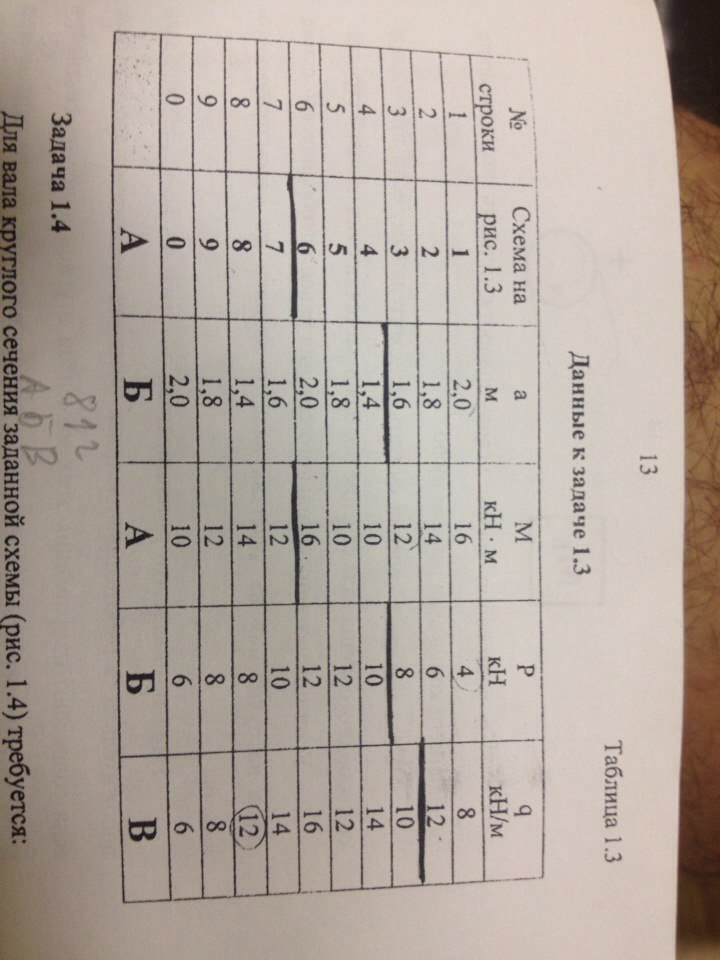 13
Таблица 1.3
Данные к задаче 1.3
№ строки Схема на рис. 1.3 а м М кН · м Р кН q кН/м
1 1 2,0 16 4 8
2 2 1,8 14 6 12
3 3 1,6 12 8 10
4 4 1,4 10 10 14
5 5 1,8 10 12 12
6 6 2,0 16 12 16
7 7 1,6 12 10 14
8 8 1,4 14 8 12
9 9 1,8 12 8 8
0 0 2,0 10 6 6
А Б А Б В
Задача 1.4
812
А Б В
Для вала круглого сечения заданной схемы (рис. 1.4) требуется: